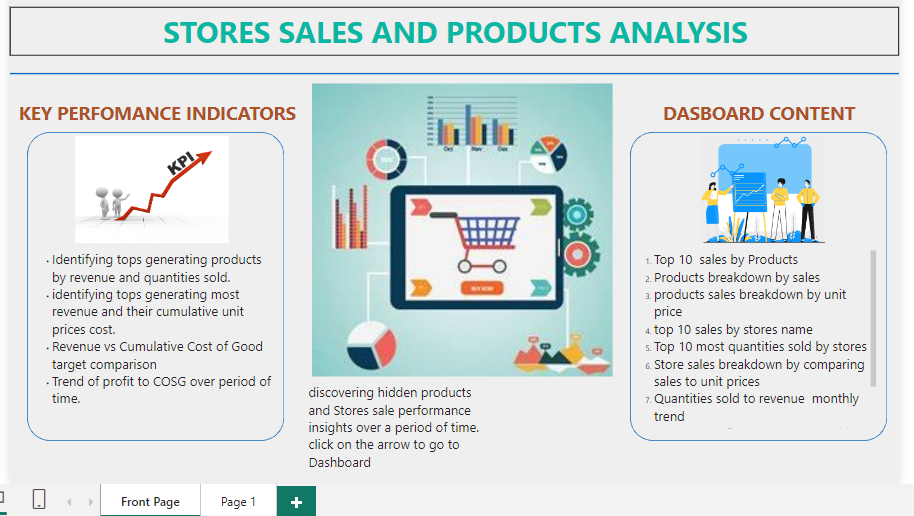 STORES SALES AND PRODUCTS ANALYSIS
KEY PERFOMANCE INDICATORS
KPI
· Identifying tops generating products
by revenue and quantities sold.
· identifying tops generating most
revenue and their cumulative unit
prices cost.
· Revenue vs Cumulative Cost of Good
target comparison
· Trend of profit to COSG over period of
time.
Oct Nov Dec
BUY NOW
discovering hidden products
and Stores sale performance
insights over a period of time.
click on the arrow to go to
Dashboard
DASBOARD CONTENT
1. Top 10 sales by Products
2. Products breakdown by sales
3. products sales breakdown by unit
price
4. top 10 sales by stores name
5. Top 10 most quantities sold by stores
6. Store sales breakdown by comparing
sales to unit prices
7. Quantities sold to revenue monthly
trend
Front Page
Page 1
+